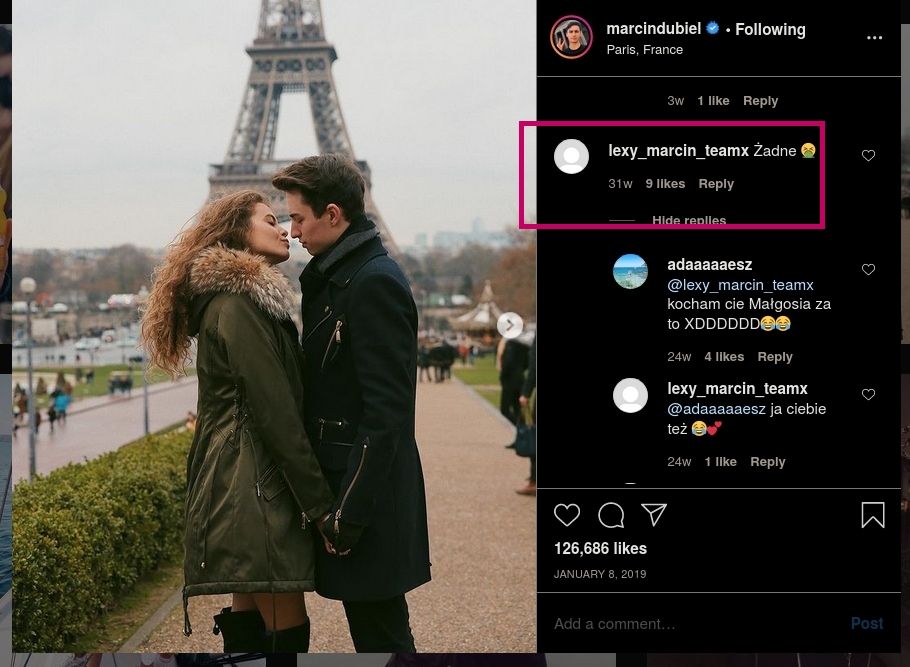 marcindubiel • Following
Paris, France
3w 1 like Reply
lexy_marcin_teamx Żadne 🤮
31w 9 likes Reply
Hide replies
adaaaaaesz
@lexy_marcin_teamx
kocham cie Małgosia za
to XDDDDDD😂😂
24w 4 likes Reply
lexy_marcin_teamx
@adaaaaaesz ja ciebie
też 😂💕
24w 1 like Reply
126,686 likes
JANUARY 8, 2019
Add a comment… Post